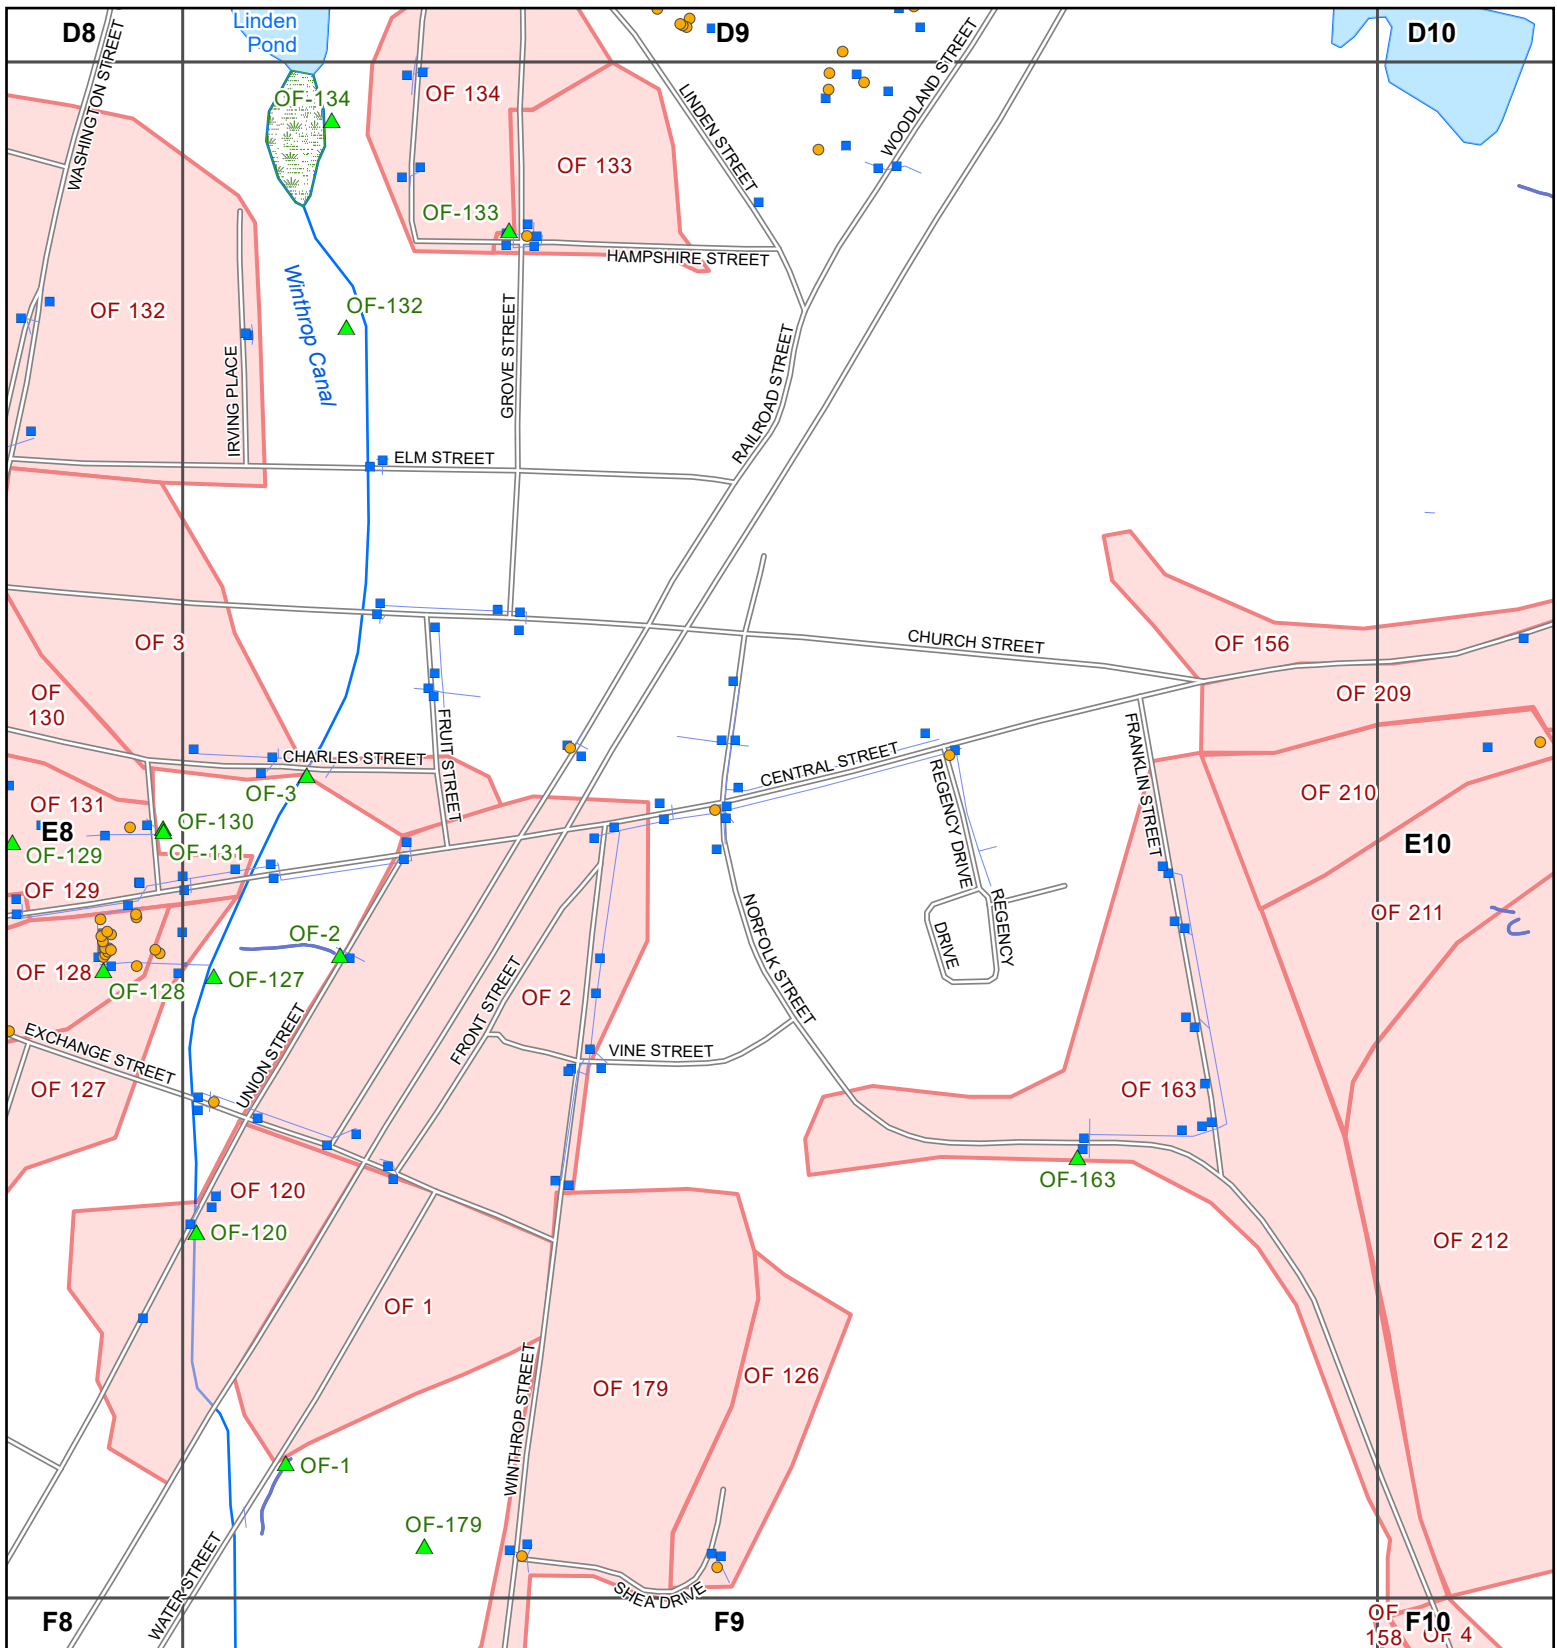 D8
Linden
Pond
D9
D10
WASHINGTON STREET
OF-134
OF 134
LINDEN STREET
WOODLAND STREET
OF 133
OF-133
HAMPSHIRE STREET
Winthrop Canal
OF 132
OF-132
GROVE STREET
IRVING PLACE
RAILROAD STREET
ELM STREET
OF 3
CHURCH STREET
OF 156
OF
130
OF 209
FRUIT STREET
CHARLES STREET
CENTRAL STREET
FRANKLIN STREET
OF-3
REGENCY DRIVE
OF 210
OF 131
OF-130
E8
OF-129
OF-131
E10
OF 129
OF 211
NORFOLK STREET
REGENCY
DRIVE
OF-2
OF 128
OF-128
OF-127
OF 2
FRONT STREET
UNION STREET
EXCHANGE STREET
VINE STREET
OF 127
OF 163
OF-163
OF 120
OF-120
OF 212
OF 1
WINTHROP STREET
OF 179
OF 126
OF-1
OF-179
WATER STREET
SHEA DRIVE
F8
F9
OF
158
F10
OF 4